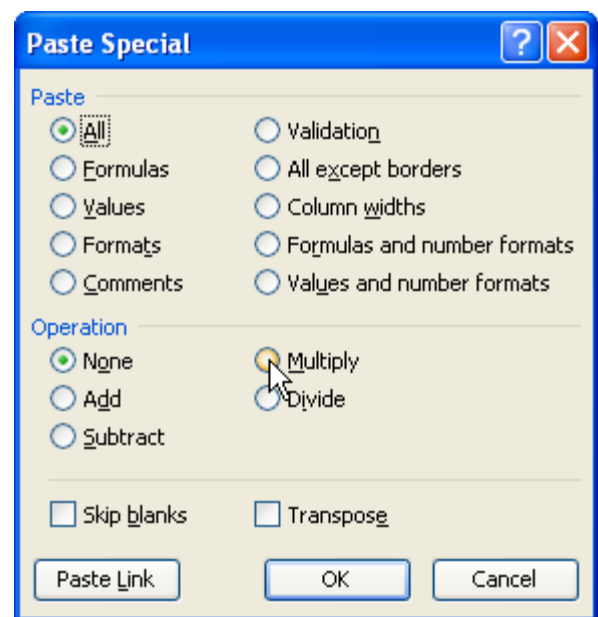 Paste Special ?
Paste
All Validation
Formulas All except borders
Values Column widths
Formats Formulas and number formats
Comments Values and number formats
Operation
None Multiply
Add Divide
Subtract
Skip blanks Transpose
Paste Link OK Cancel